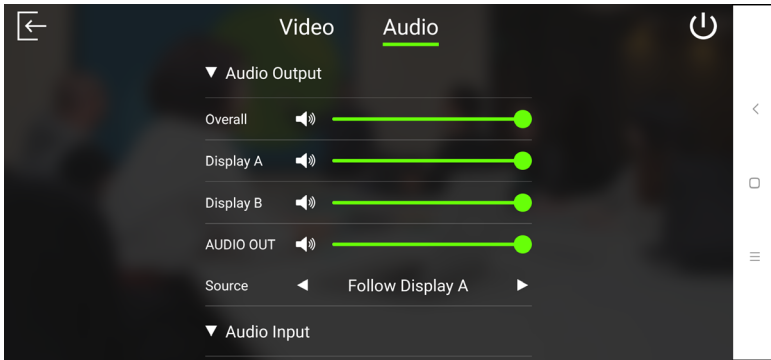 Video Audio
Audio Output
Overall
Display A
Display B
AUDIO OUT
Source Follow Display A
Audio Input